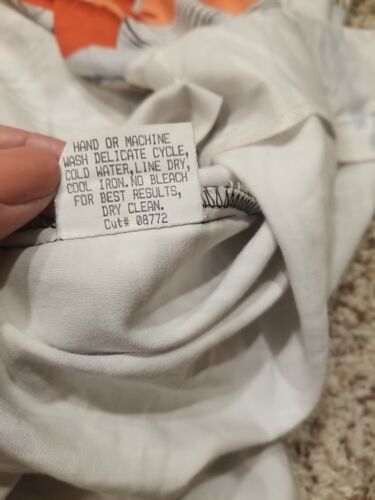 HAND OR MACHINE
WASH DELICATE CYCLE,
COLD WATER,LINE DRY,
COOL IRON.NO BLEACH
FOR BEST RESULTS,
DRY CLEAN.
Cut# 08772